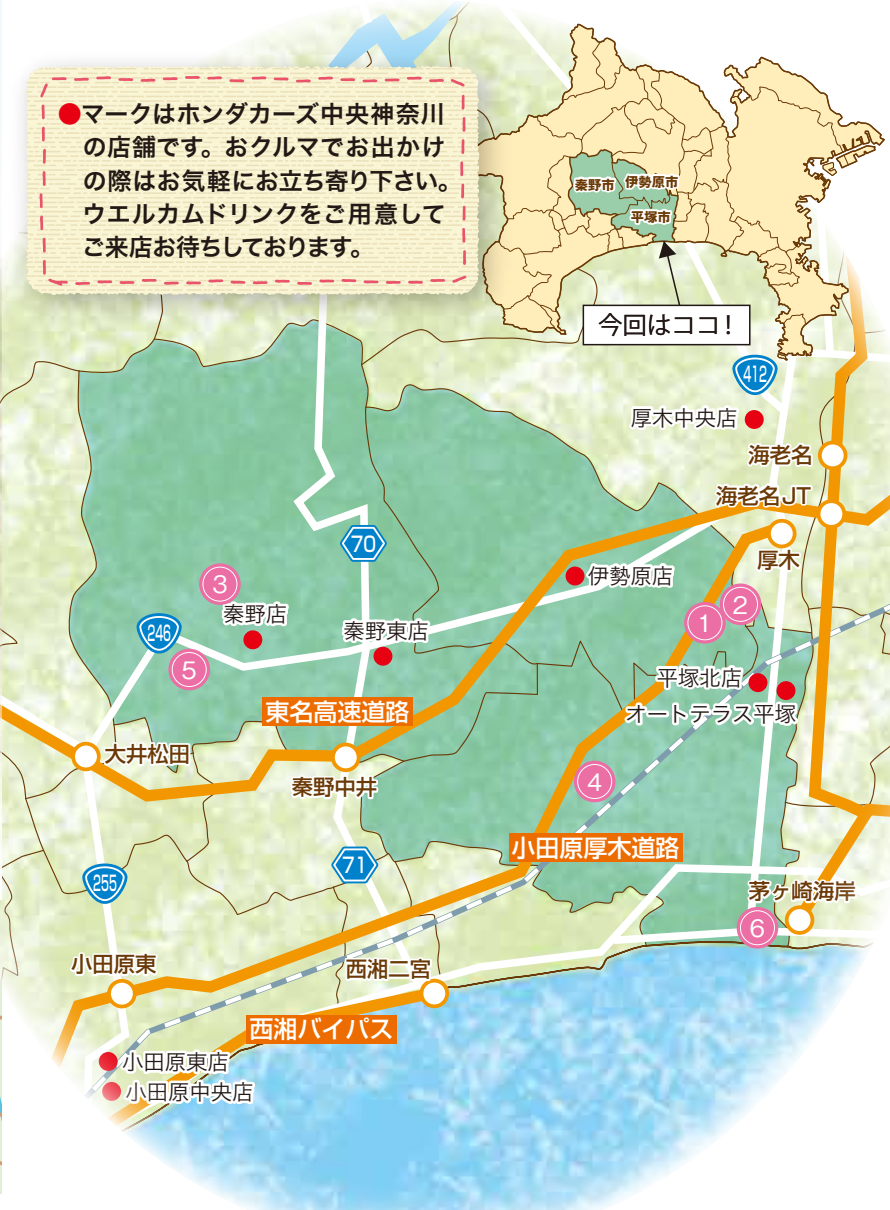 ●マークはホンダカーズ中央神奈川
の店舗です。おクルマでお出かけ
の際はお気軽にお立ち寄り下さい。
ウエルカムドリンクをご用意して
ご来店お待ちしております。
秦野市
伊勢原市
平塚市
今回はココ!
412
厚木中央店
海老名
海老名JT
厚木
70
伊勢原店
3
秦野店
2
1
246
秦野東店
5
平塚北店
オートテラス平塚
東名高速道路
大井松田
秦野中井
4
小田原厚木道路
71
255
茅ヶ崎海岸
6
小田原東
西湘二宮
西湘バイパス
小田原東店
小田原中央店